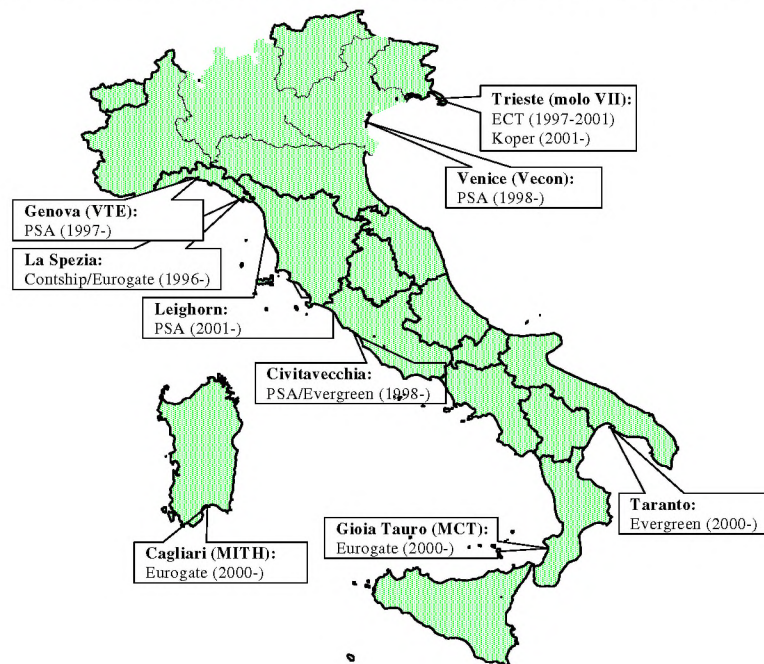 Trieste (molo VII):
ECT (1997-2001)
Koper (2001-)
Venice (Vecon):
PSA (1998-)
Genova (VTE):
PSA (1997-)
La Spezia:
Contship/Eurogate (1996-)
Leighorn:
PSA (2001-)
Civitavecchia:
PSA/Evergreen (1998-)
Taranto:
Evergreen (2000-)
Gioia Tauro (MCT):
Eurogate (2000-)
Cagliari (MITH):
Eurogate (2000-)